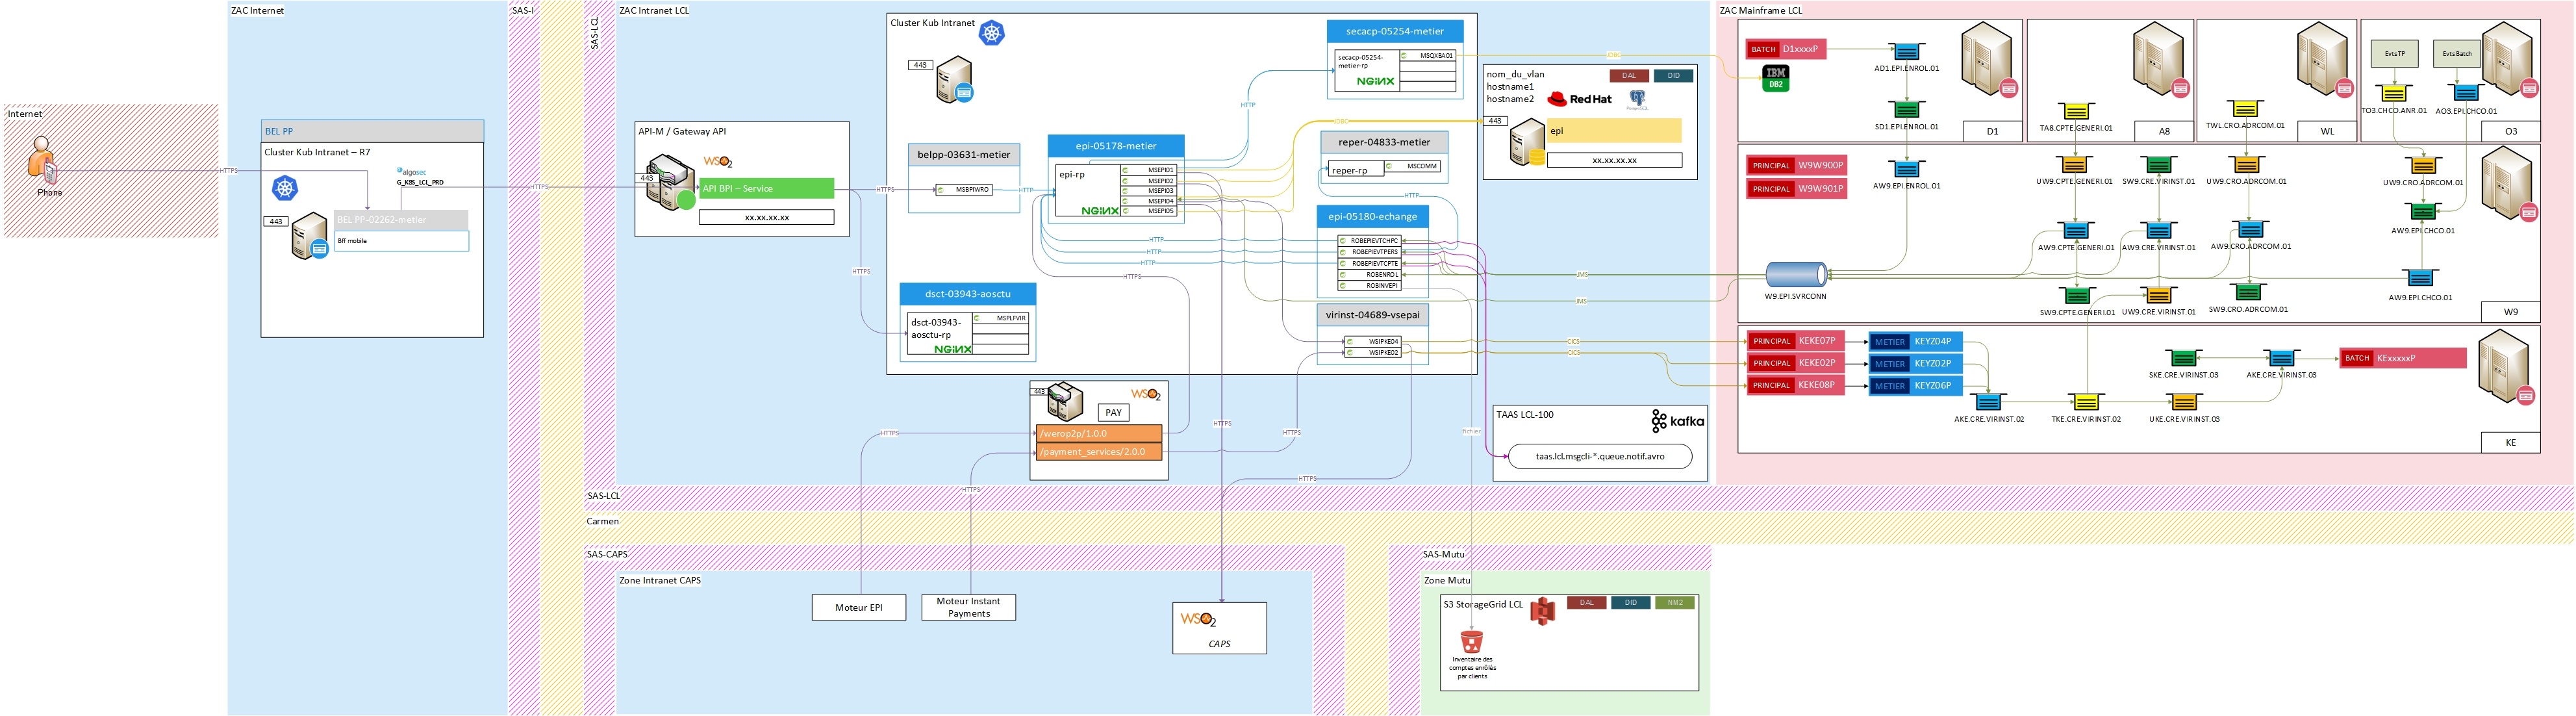 Internet
Phone
HTTPS
ZAC Internet
BEL PP
Cluster Kub Intranet – R7
algosec
G_K8S_LCL_PRD
443
BEL PP-02262-metier
Bff mobile
SAS-I
SAS-LCL
HTTPS
ZAC Intranet LCL
API-M / Gateway API
WSO2
443
API BPI – Service
xx.xx.xx.xx
HTTPS
HTTPS
Cluster Kub Intranet
443
belpp-03631-metier
MSBPIWRO
HTTP
dsct-03943-aosctu
dsct-03943-
aosctu-rp
NGINX
MSPLFVIR
epi-05178-metier
epi-rp
NGINX
MSEPI01
MSEPI02
MSEPI03
MSEPI04
MSEPI05
HTTP
HTTP
HTTP
HTTPS
HTTP
JDBC
secacp-05254-metier
secacp-05254-
metier-rp
NGINX
MSQXBA01
JDBC
reper-04833-metier
reper-rp
MSCOMM
HTTP
epi-05180-echange
ROBEPIEVTCHPC
ROBEPIEVTPERS
ROBEPIEVTCPTE
ROBENROL
ROBINVEPI
virinst-04689-vsepai
WSIPKE04
WSIPKE02
nom_du_vlan
hostname1
hostname2
DAL
DID
Red Hat
PostgreSQL
443
epi
xx.xx.xx.xx
JMS
JMS
CICS
CICS
443
WSO2
PAY
/werop2p/1.0.0
/payment_services/2.0.0
HTTPS
HTTPS
HTTPS
HTTPS
HTTPS
Fichier
TAAS LCL-100
kafka
taas.lcl.msgcli-*.queue.notif.avro
SAS-LCL
Carmen
SAS-CAPS
Zone Intranet CAPS
Moteur EPI
Moteur Instant
Payments
WSO2
CAPS
SAS-Mutu
Zone Mutu
S3 StorageGrid LCL
DAL
DID
NM2
Inventaire des
comptes enrôlés
par clients
ZAC Mainframe LCL
BATCH D1xxxxP
IBM
DB2
AD1.EPI.ENROL.01
SD1.EPI.ENROL.01
D1
TA8.CPTE.GENERI.01
A8
TWL.CRO.ADRCOM.01
WL
Evts TP
Evts Batch
TO3.CHCO.ANR.01
AO3.EPI.CHCO.01
O3
PRINCIPAL W9W900P
PRINCIPAL W9W901P
AW9.EPI.ENROL.01
UW9.CPTE.GENERI.01
SW9.CRE.VIRINST.01
UW9.CRO.ADRCOM.01
UW9.CRO.ADRCOM.01
AW9.EPI.CHCO.01
AW9.CPTE.GENERI.01
AW9.CRE.VIRINST.01
AW9.CRO.ADRCOM.01
W9.EPI.SVRCONN
SW9.CPTE.GENERI.01
UW9.CRE.VIRINST.01
SW9.CRO.ADRCOM.01
AW9.EPI.CHCO.01
W9
PRINCIPAL KEKE07P
PRINCIPAL KEKE02P
PRINCIPAL KEKE08P
METIER KEYZ04P
METIER KEYZ02P
METIER KEYZ06P
SKE.CRE.VIRINST.03
AKE.CRE.VIRINST.03
BATCH KExxxxxP
AKE.CRE.VIRINST.02
TKE.CRE.VIRINST.02
UKE.CRE.VIRINST.03
KE